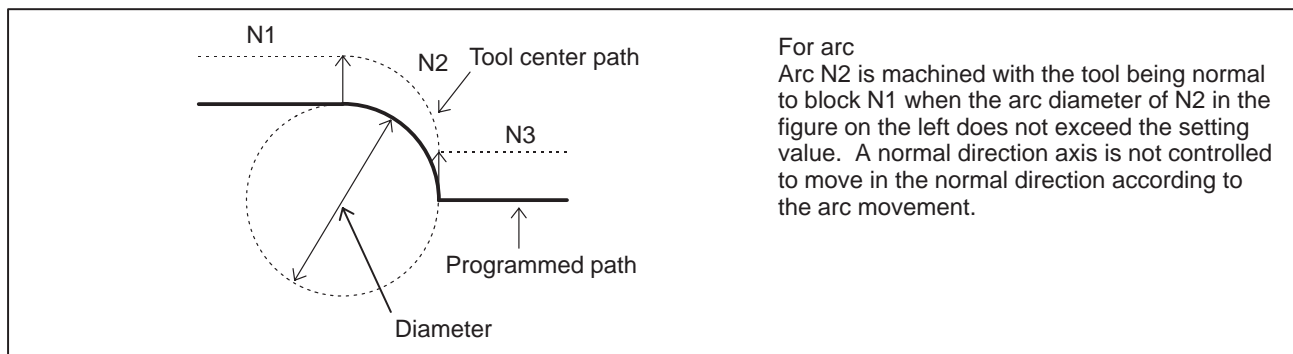 N1
N2
Tool center path
N3
Programmed path
Diameter
For arc
Arc N2 is machined with the tool being normal
to block N1 when the arc diameter of N2 in the
figure on the left does not exceed the setting
value. A normal direction axis is not controlled
to move in the normal direction according to
the arc movement.